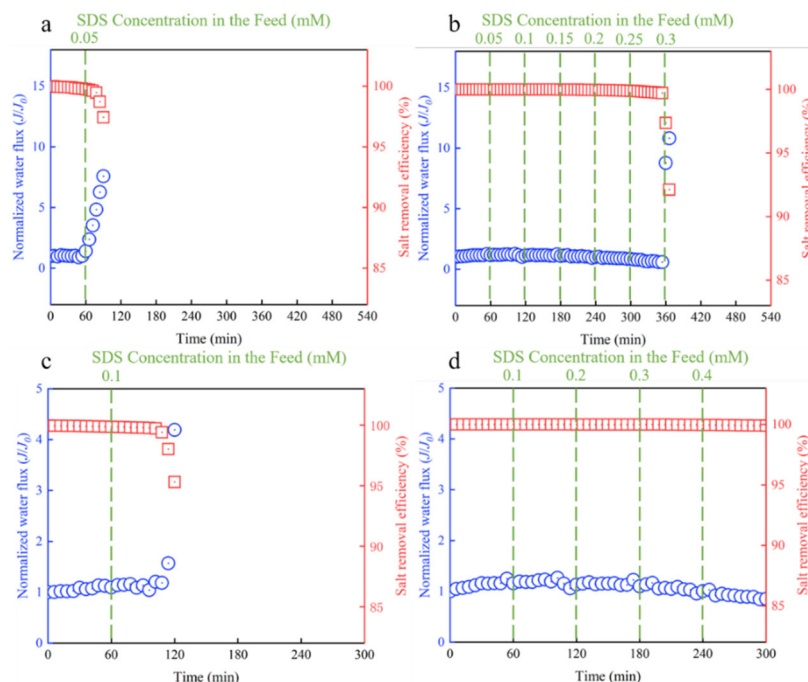 a
SDS Concentration in the Feed (mM)
0.05
Normalized water flux (J/J0)
15
10
5
0
100
95
90
85
Salt removal efficiency (%)
0 60 120 180 240 300 360 420 480 540
Time (min)
b
SDS Concentration in the Feed (mM)
0.05 0.1 0.15 0.2 0.25 0.3
Normalized water flux (J/J0)
15
10
5
0
100
95
90
85
Salt removal efficiency (%)
0 60 120 180 240 300 360 420 480 540
Time (min)
c
SDS Concentration in the Feed (mM)
0.1
Normalized water flux (J/J0)
5
4
3
2
1
0
100
95
90
85
Salt removal efficiency (%)
0 60 120 180 240 300
Time (min)
d
SDS Concentration in the Feed (mM)
0.1 0.2 0.3 0.4
Normalized water flux (J/J0)
5
4
3
2
1
0
100
95
90
85
Salt removal efficiency (%)
0 60 120 180 240 300
Time (min)